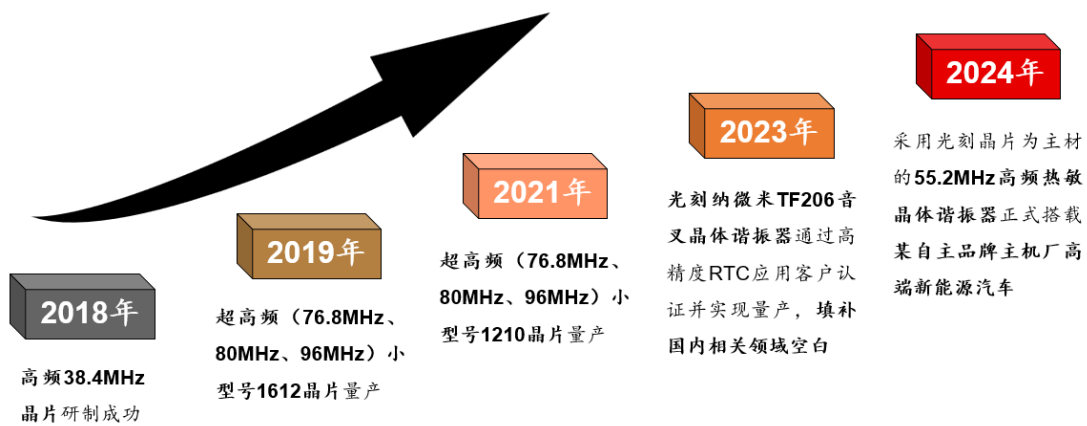 2018年
高频38.4MHz
晶片研制成功
2019年
超高频（76.8MHz、
80MHz、96MHz）小
型号1612晶片量产
2021年
超高频（76.8MHz、
80MHz、96MHz）小
型号1210晶片量产
2023年
光刻纳微米TF206音
叉晶体谐振器通过高
精度RTC应用客户认
证并实现量产，填补
国内相关领域空白
2024年
采用光刻晶片为主材
的55.2MHz高频热敏
晶体谐振器正式搭载
某自主品牌主机厂高
端新能源汽车